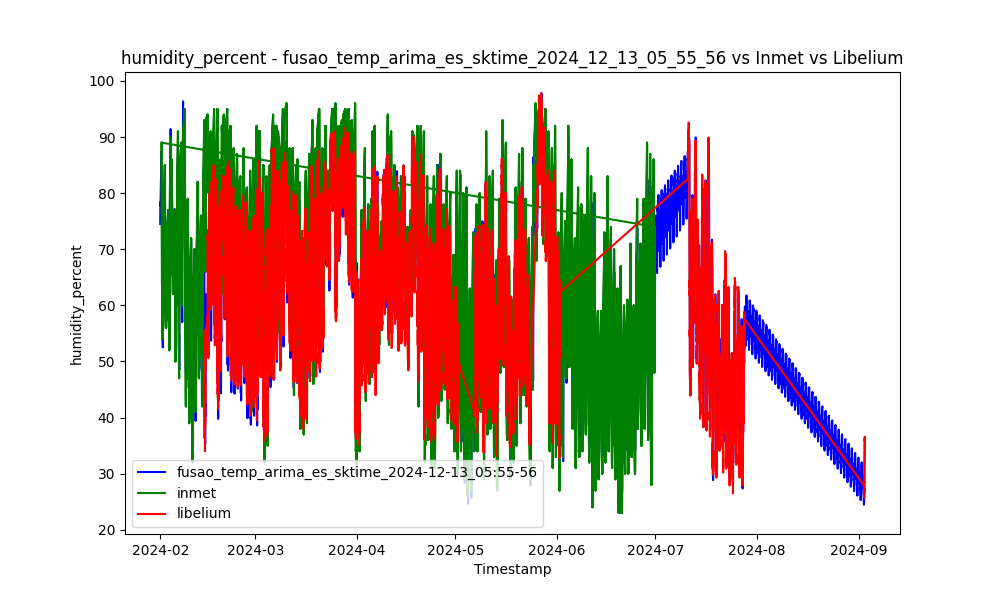 humidity_percent - fusao_temp_arima_es_sktime_2024_12_13_05_55_56 vs Inmet vs Libelium
100
90
80
70
60
50
40
30
20
humidity_percent
fusao_temp_arima_es_sktime_2024-12-13_05:55-56
inmet
libelium
2024-02 2024-03 2024-04 2024-05 2024-06 2024-07 2024-08 2024-09
Timestamp